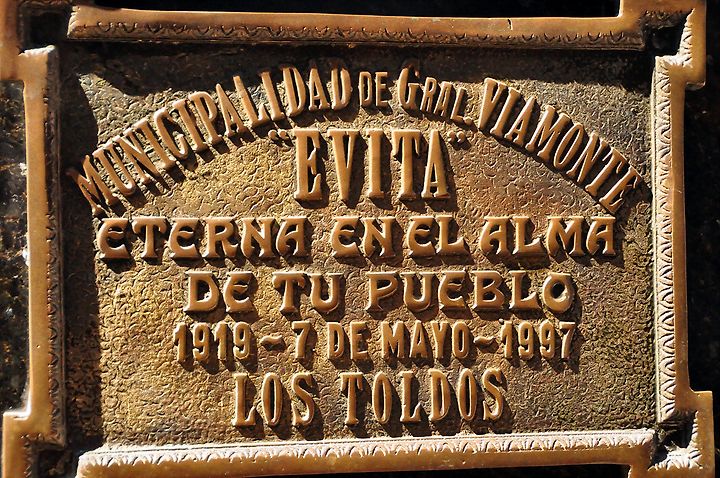 MUNICIPALIDAD DE GRAL. VIAMONTE
"EVITA"
ETERNA EN EL ALMA
DE TU PUEBLO
1919~7 DE MAYO~1997
LOS TOLDOS